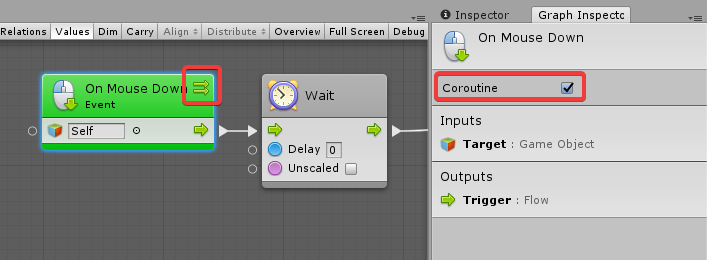 Relations Values Dim Carry Align Distribute Overview Full Screen Debug
Inspector Graph Inspecto
On Mouse Down
Event
Self
Wait
Delay 0
Unscaled
On Mouse Down
Coroutine
Inputs
Target : Game Object
Outputs
Trigger : Flow